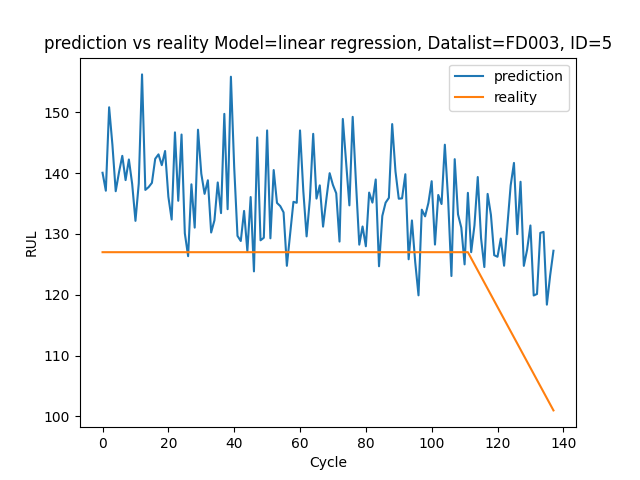 prediction vs reality Model=linear regression, Datalist=FD003, ID=5
prediction
reality
RUL
150
140
130
120
110
100
0 20 40 60 80 100 120 140
Cycle